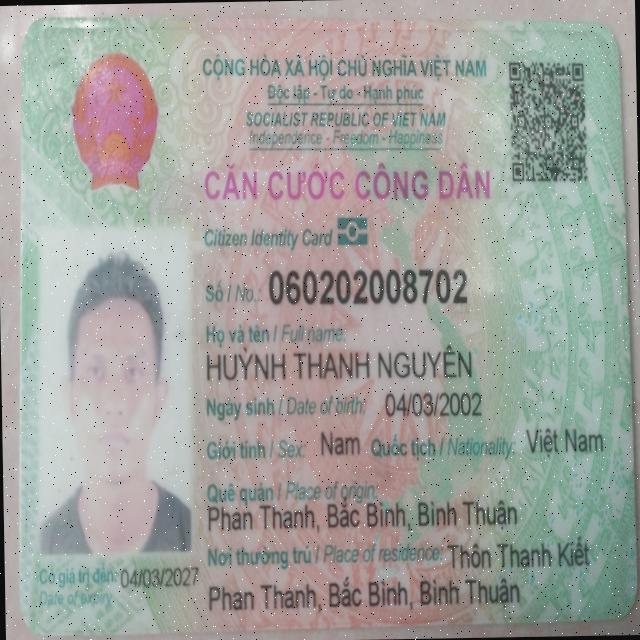 CỘNG HÒA XÃ HỘI CHỦ NGHĨA VIỆT NAM
Độc lập - Tự do - Hạnh phúc
SOCIALIST REPUBLIC OF VIET NAM
Independence - Freedom - Happiness
CĂN CƯỚC CÔNG DÂN
Citizen Identity Card
Số / No.: 060202008702
Họ và tên / Full name:
HUỲNH THANH NGUYÊN
Ngày sinh / Date of birth: 04/03/2002
Giới tính / Sex: Nam Quốc tịch / Nationality: Việt Nam
Quê quán / Place of origin:
Phan Thanh, Bắc Bình, Bình Thuận
Nơi thường trú / Place of residence: Thôn Thanh Kiết
Phan Thanh, Bắc Bình, Bình Thuận
Có giá trị đến: 04/03/2027
Date of expiry